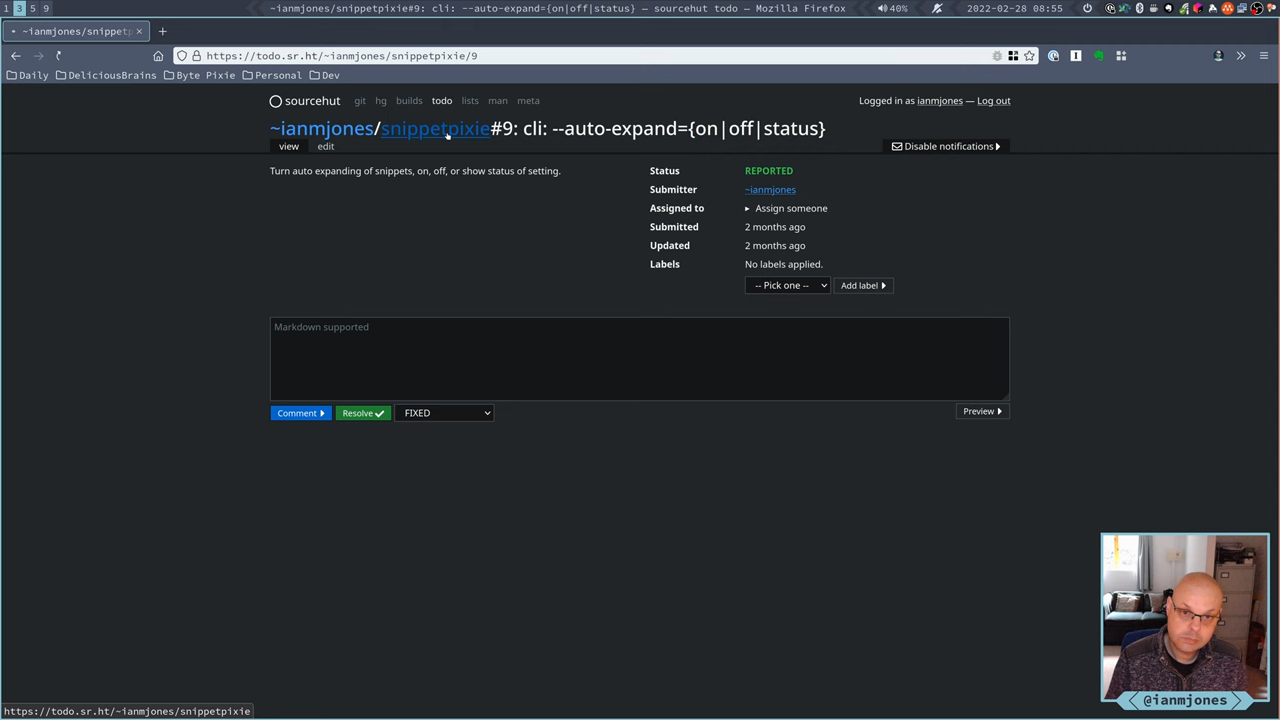 1 3 5 9 ~ianmjones/snippetpixie#9: cli: --auto-expand={on|off|status} — sourcehut todo — Mozilla Firefox 40% 2022-02-28 08:55
~ianmjones/snippetp
https://todo.sr.ht/~ianmjones/snippetpixie/9
Daily DeliciousBrains Byte Pixie Personal Dev
sourcehut git hg builds todo lists man meta Logged in as ianmjones — Log out
~ianmjones/snippetpixie#9: cli: --auto-expand={on|off|status}
view edit Disable notifications
Turn auto expanding of snippets, on, off, or show status of setting.
Status REPORTED
Submitter ~ianmjones
Assigned to Assign someone
Submitted 2 months ago
Updated 2 months ago
Labels No labels applied.
-- Pick one -- Add label
Markdown supported
Comment Resolve FIXED Preview
@ianmjones
https://todo.sr.ht/~ianmjones/snippetpixie